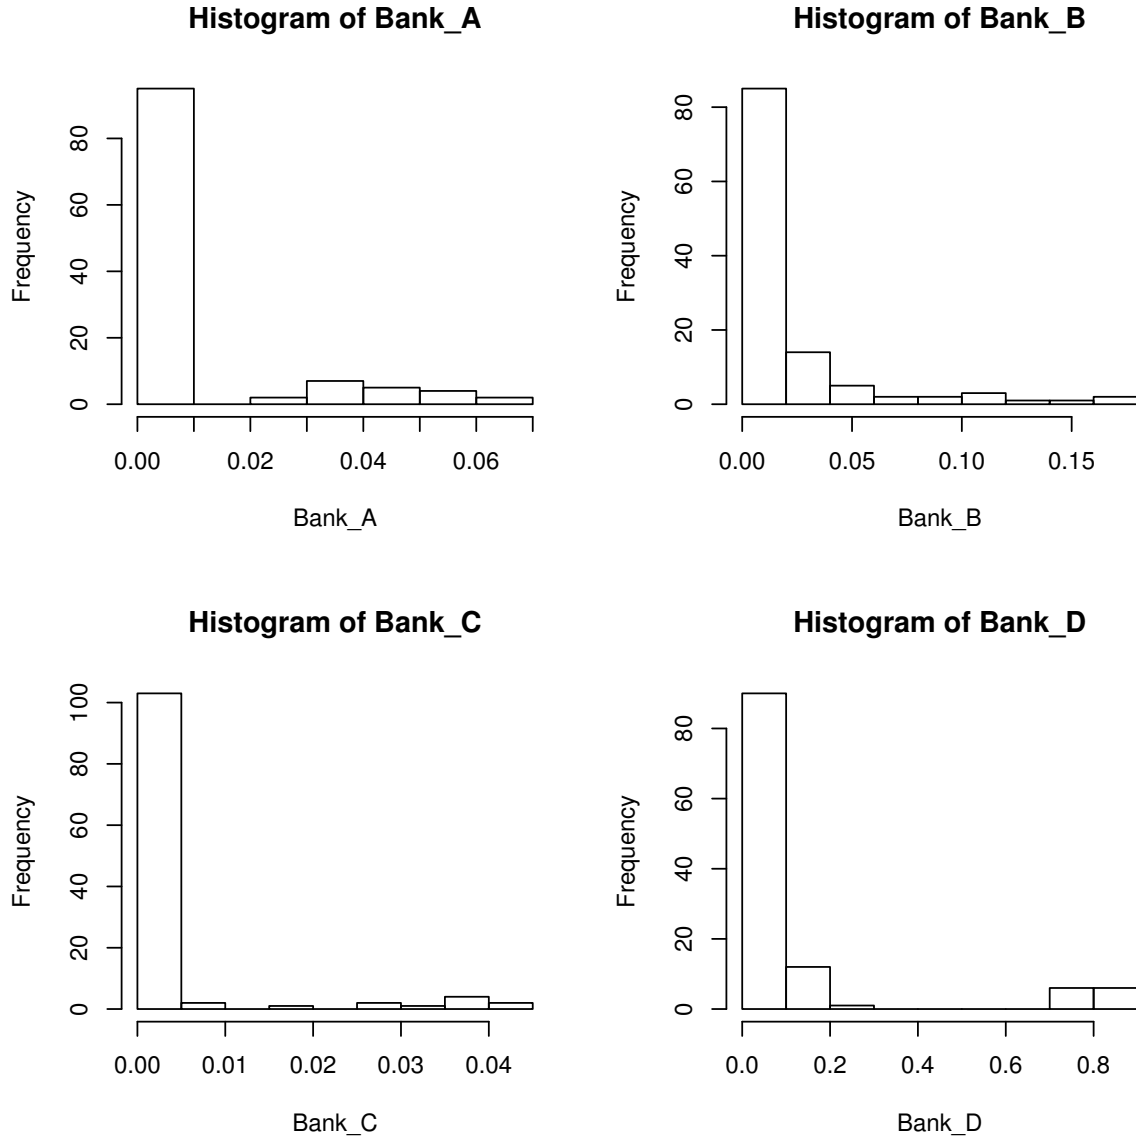 Histogram of Bank_A
Frequency
0 20 40 60 80
0.00 0.02 0.04 0.06
Bank_A
Histogram of Bank_B
Frequency
0 20 40 60 80
0.00 0.05 0.10 0.15
Bank_B
Histogram of Bank_C
Frequency
0 20 40 60 80 100
0.00 0.01 0.02 0.03 0.04
Bank_C
Histogram of Bank_D
Frequency
0 20 40 60 80
0.0 0.2 0.4 0.6 0.8
Bank_D